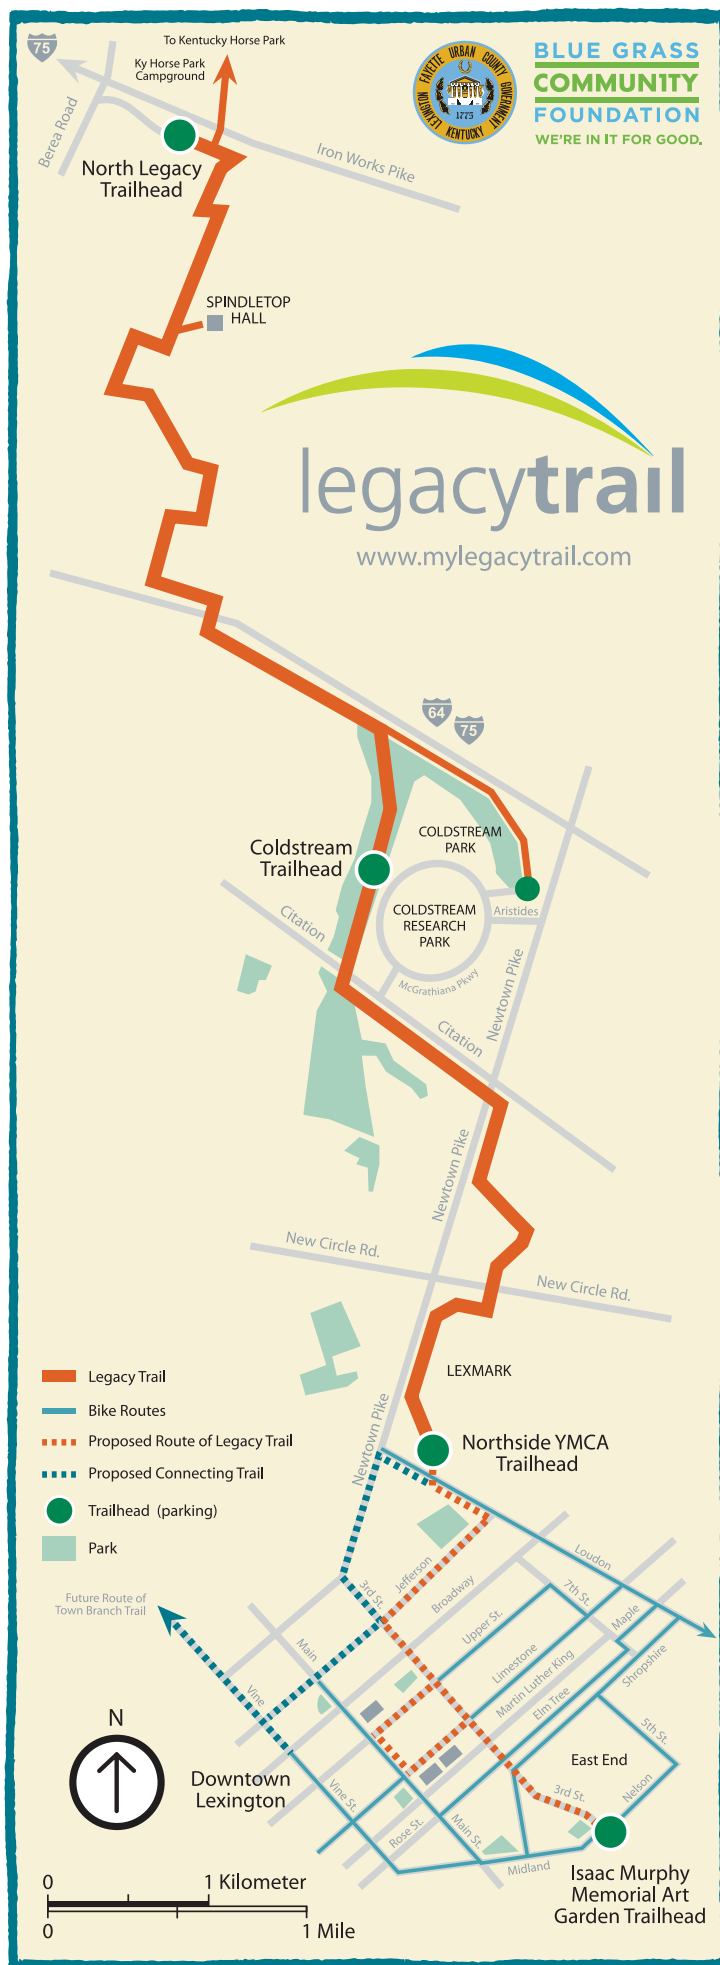 75
To Kentucky Horse Park
Ky Horse Park
Campground
LEXINGTON FAYETTE URBAN COUNTY GOVERNMENT
1775
KENTUCKY
BLUE GRASS
COMMUNITY
FOUNDATION
WE'RE IN IT FOR GOOD.
Berea Road
North Legacy
Trailhead
Iron Works Pike
SPINDLETOP
HALL
legacytrail
www.mylegacytrail.com
64
75
COLDSTREAM
PARK
Coldstream
Trailhead
COLDSTREAM
RESEARCH
PARK
Aristides
Citation
McGrathiana Pkwy
Newtown Pike
Citation
Newtown Pike
New Circle Rd.
New Circle Rd.
LEXMARK
Legacy Trail
Bike Routes
Proposed Route of Legacy Trail
Proposed Connecting Trail
Trailhead (parking)
Park
Newtown Pike
Northside YMCA
Trailhead
Loudon
3rd St.
Jefferson
Broadway
7th St.
Maple
Future Route of
Town Branch Trail
Upper St.
Main
Limestone
Martin Luther King
Elm Tree
Shropshire
Vine
5th St.
East End
N
Downtown
Lexington
Vine St.
3rd St.
Nelson
Rose St.
Main St.
Midland
Isaac Murphy
Memorial Art
Garden Trailhead
0
1 Kilometer
0
1 Mile